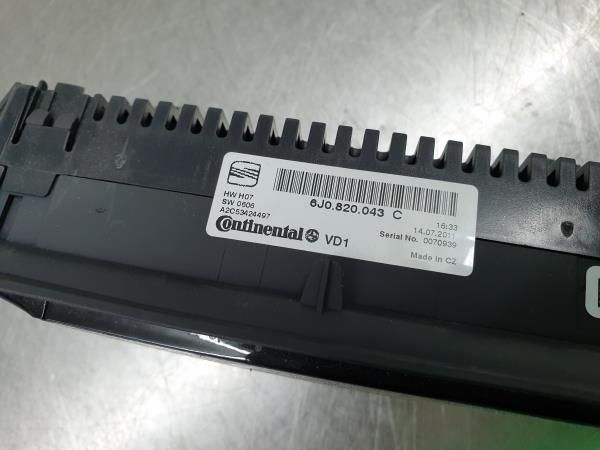 6J0.820.043 C
HW H07
SW 0606
A2C53424497
16:33
14.07.2011
Serial No. 0070939
Continental VD1
Made in CZ